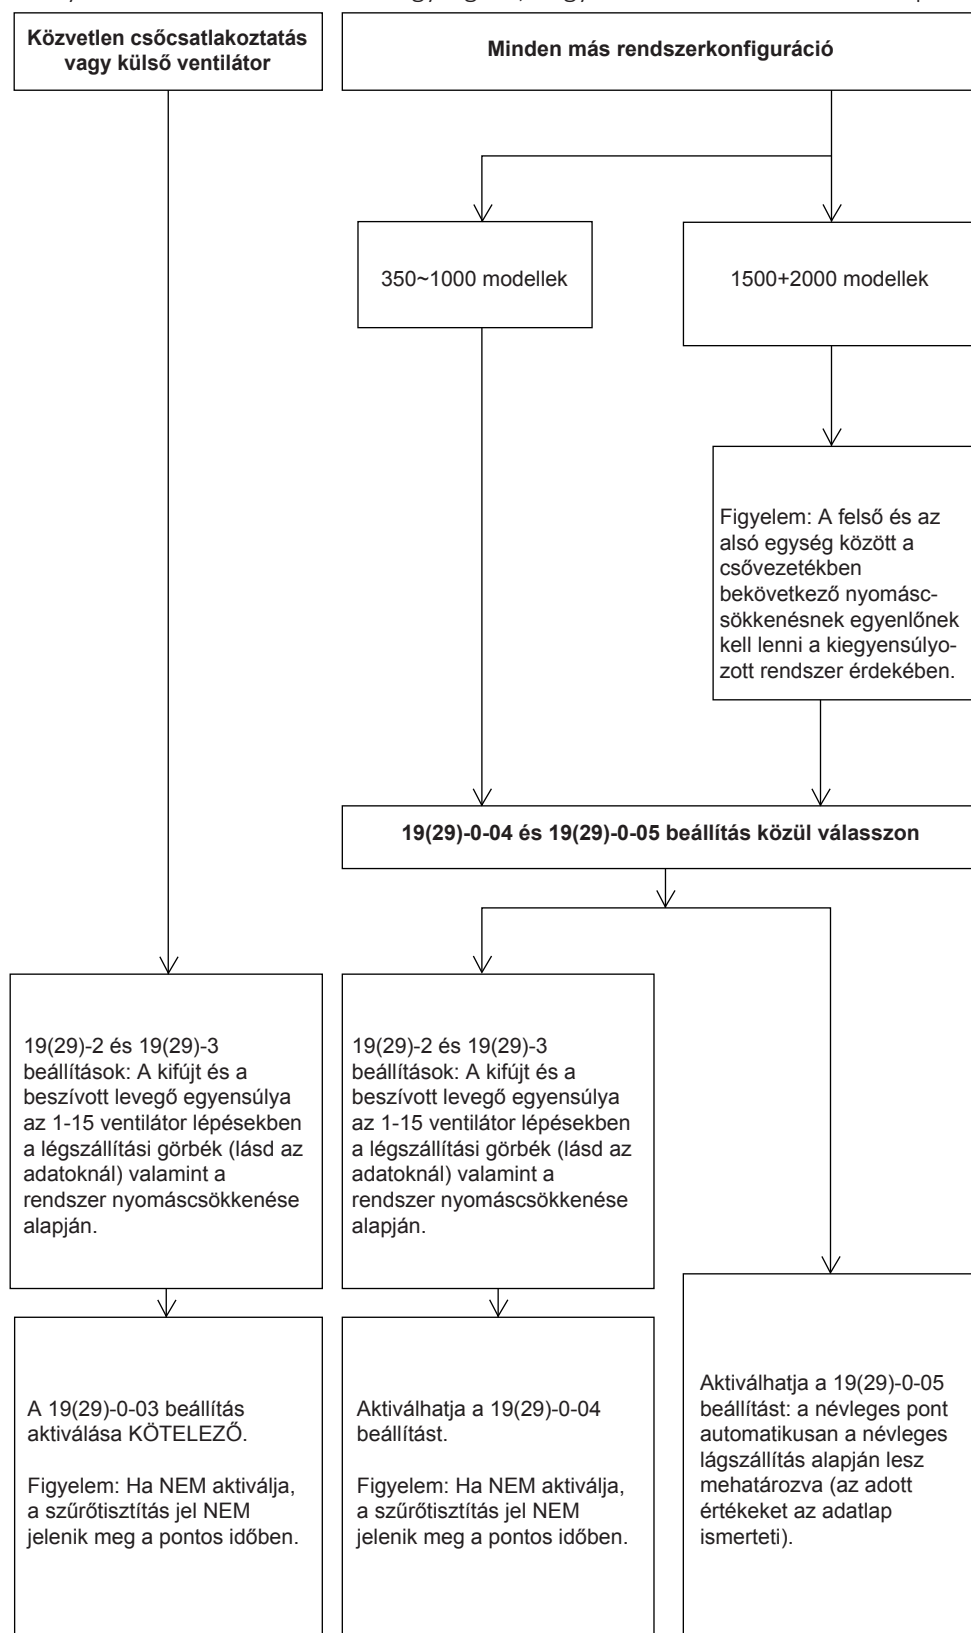 Közvetlen csőcsatlakoztatás
vagy külső ventilátor
Minden más rendszerkonfiguráció
350~1000 modellek
1500+2000 modellek
Figyelem: A felső és az
alsó egység között a
csővezetékben
bekövetkező nyomásc-
sökkenésnek egyenlőnek
kell lenni a kiegyensúlyo-
zott rendszer érdekében.
19(29)-0-04 és 19(29)-0-05 beállítás közül válasszon
19(29)-2 és 19(29)-3
beállítások: A kifújt és a
beszívott levegő egyensúlya
az 1-15 ventilátor lépésekben
a légszállítási görbék (lásd az
adatoknál) valamint a
rendszer nyomáscsökkenése
alapján.
19(29)-2 és 19(29)-3
beállítások: A kifújt és a
beszívott levegő egyensúlya
az 1-15 ventilátor lépésekben
a légszállítási görbék (lásd az
adatoknál) valamint a
rendszer nyomáscsökkenése
alapján.
A 19(29)-0-03 beállítás
aktiválása KÖTELEZŐ.
Figyelem: Ha NEM aktiválja,
a szűrőtisztítás jel NEM
jelenik meg a pontos időben.
Aktiválhatja a 19(29)-0-04
beállítást.
Figyelem: Ha NEM aktiválja,
a szűrőtisztítás jel NEM
jelenik meg a pontos időben.
Aktiválhatja a 19(29)-0-05
beállítást: a névleges pont
automatikusan a névleges
lágszállítás alapján lesz
mehatározva (az adott
értékeket az adatlap
ismerteti).